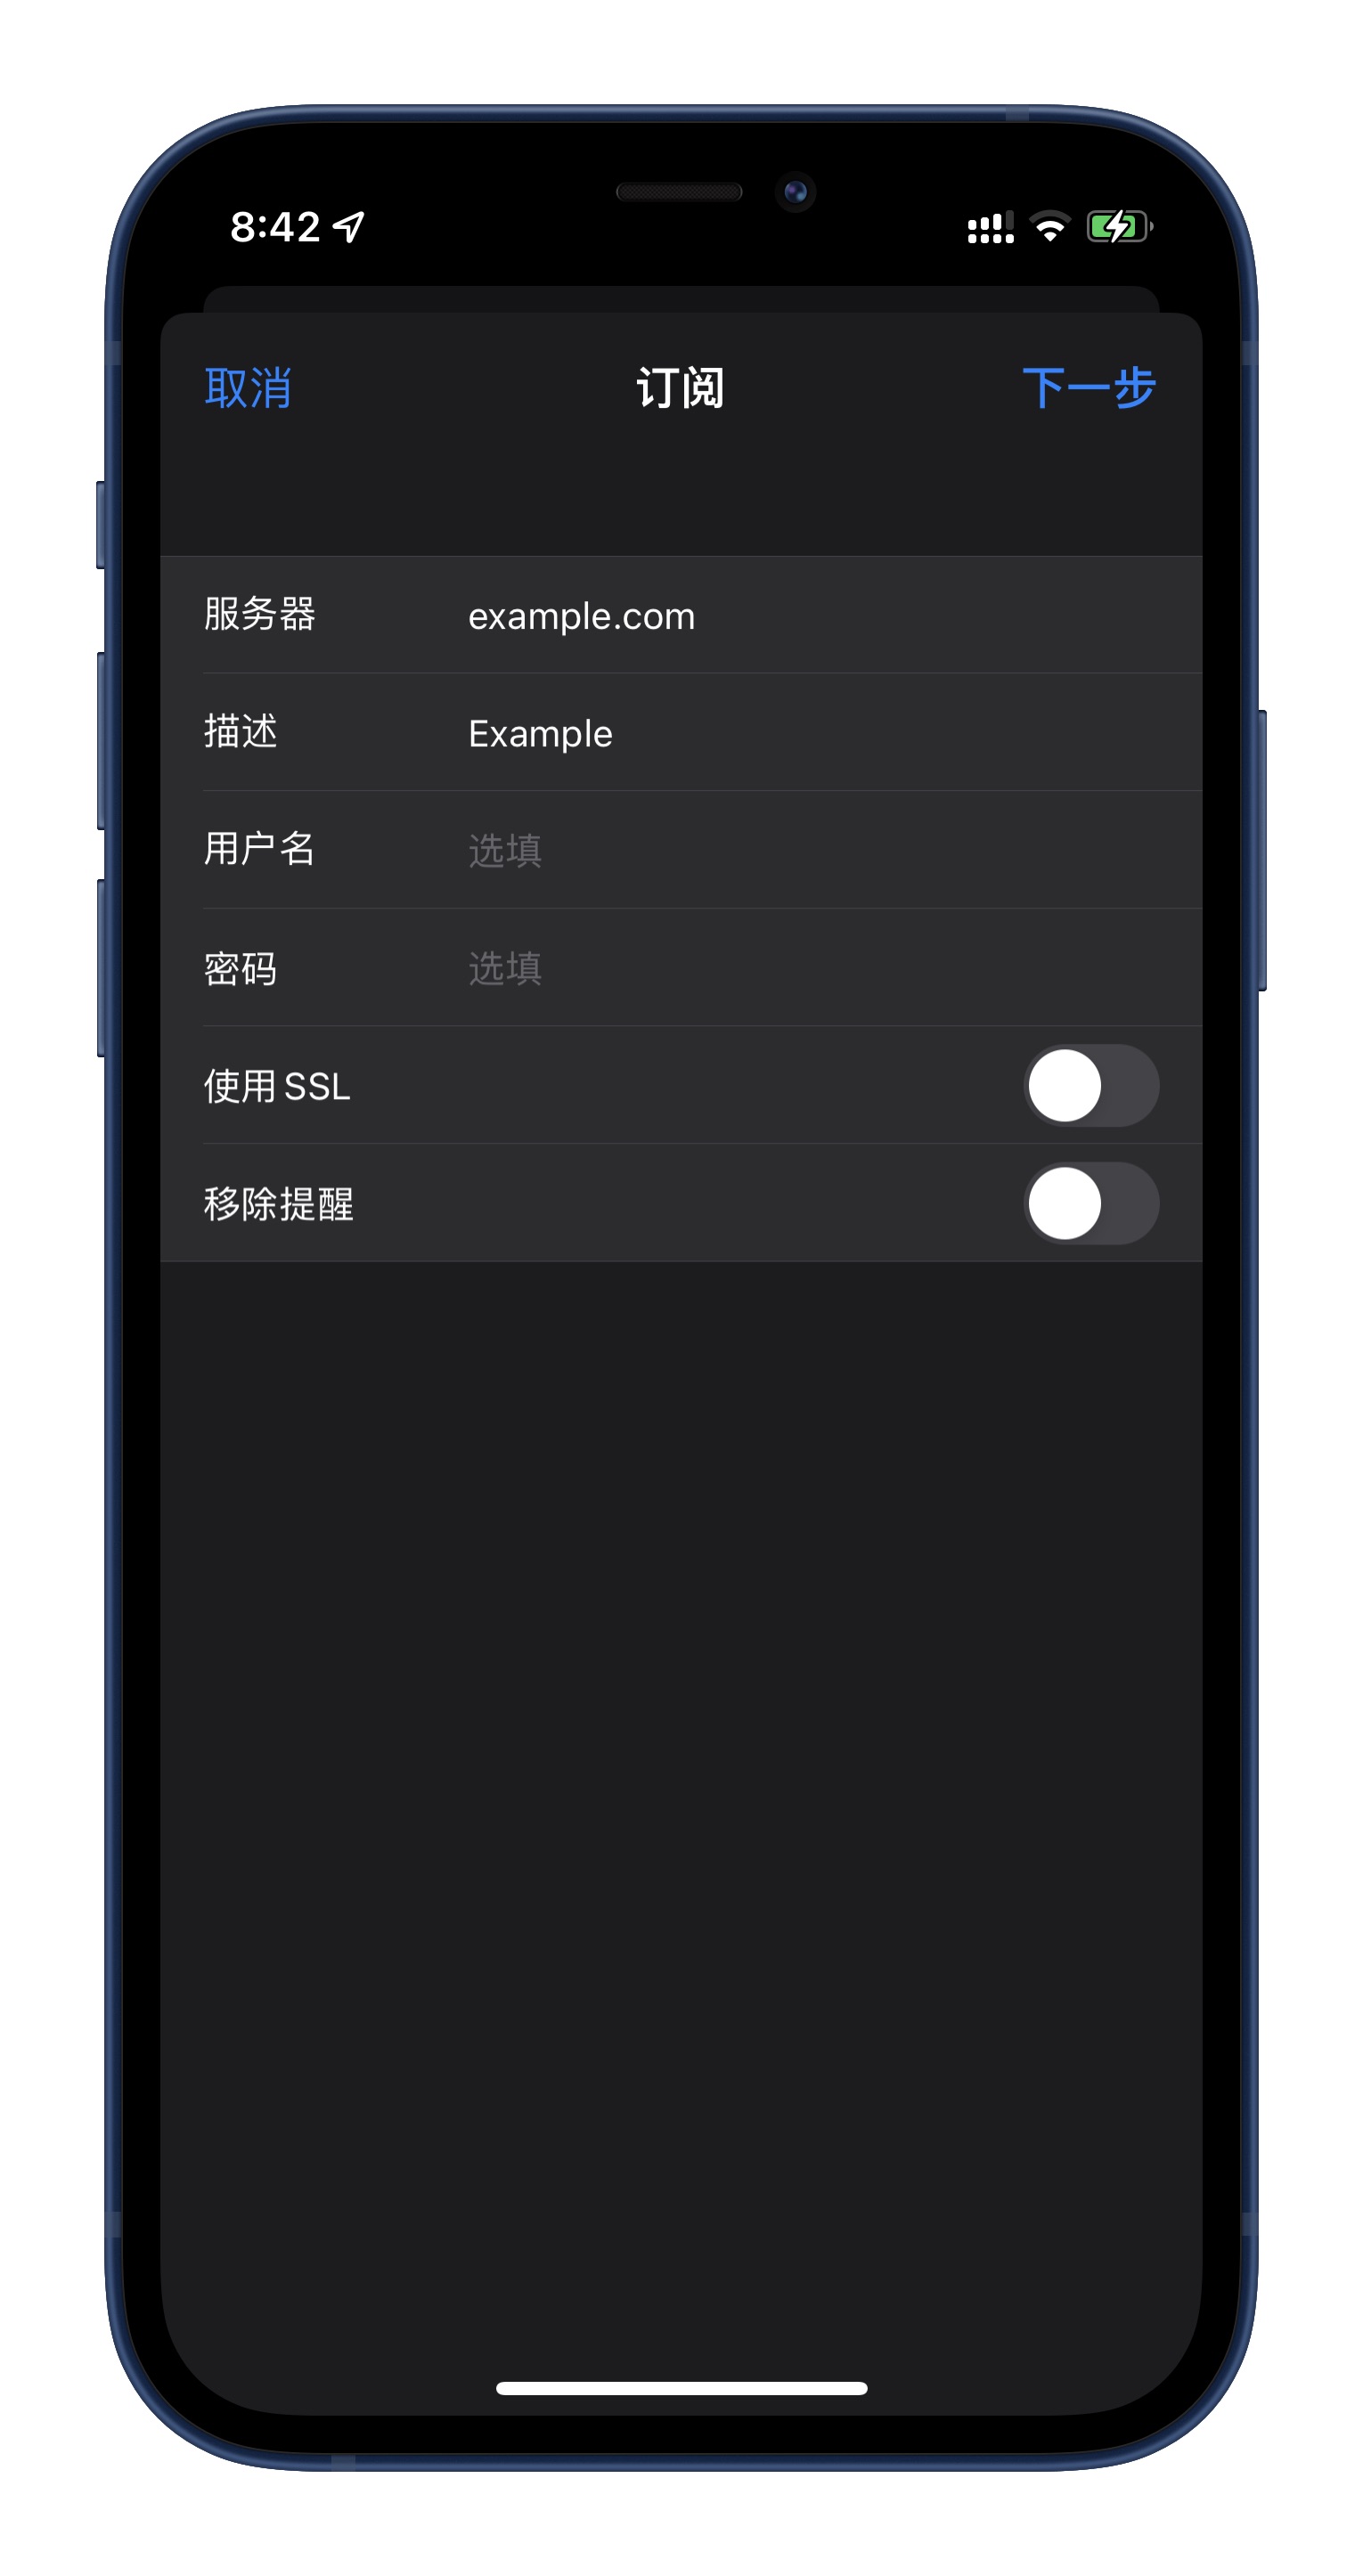 8:42
取消 订阅 下一步
服务器 example.com
描述 Example
用户名 选填
密码 选填
使用 SSL
移除提醒